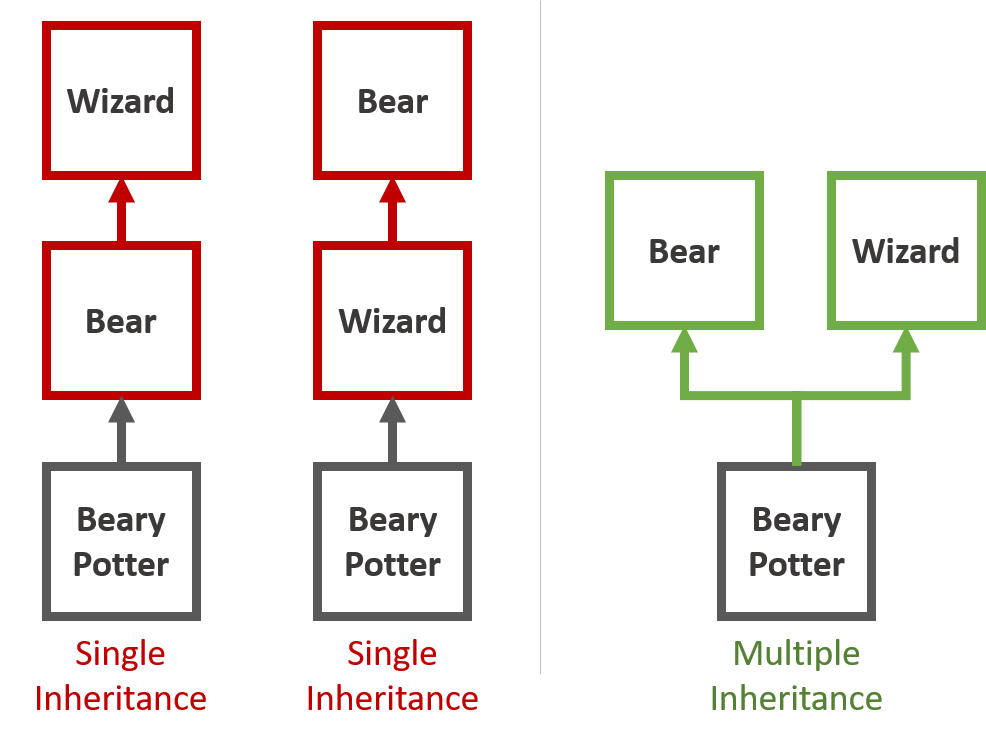 Wizard
Bear
Beary
Potter
Single
Inheritance
Bear
Wizard
Beary
Potter
Single
Inheritance
Bear
Wizard
Beary
Potter
Multiple
Inheritance